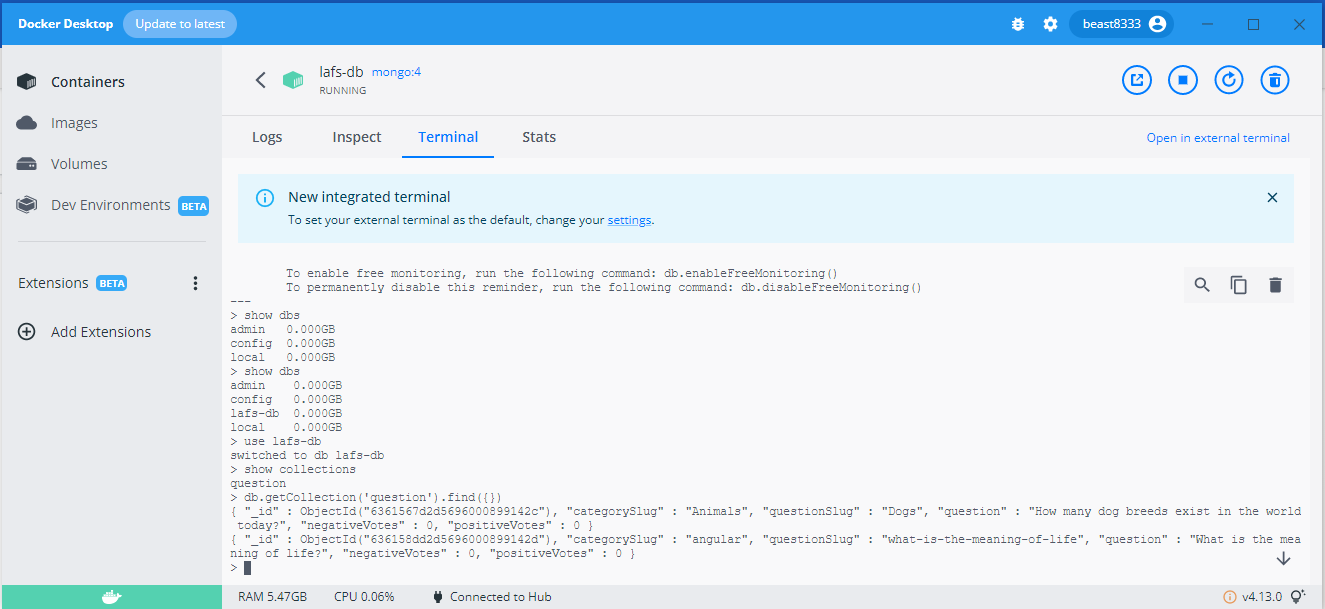 Docker Desktop Update to latest beast8333
Containers
Images
Volumes
Dev Environments BETA
Extensions BETA
Add Extensions
lafs-db mongo:4
RUNNING
Logs Inspect Terminal Stats Open in external terminal
New integrated terminal
To set your external terminal as the default, change your settings.
To enable free monitoring, run the following command: db.enableFreeMonitoring()
To permanently disable this reminder, run the following command: db.disableFreeMonitoring()
---
> show dbs
admin 0.000GB
config 0.000GB
local 0.000GB
> show dbs
admin 0.000GB
config 0.000GB
lafs-db 0.000GB
local 0.000GB
> use lafs-db
switched to db lafs-db
> show collections
question
> db.getCollection('question').find({})
{ "_id" : ObjectId("6361567d2d5696000899142c"), "categorySlug" : "Animals", "questionSlug" : "Dogs", "question" : "How many dog breeds exist in the world
today?", "negativeVotes" : 0, "positiveVotes" : 0 }
{ "_id" : ObjectId("636158dd2d5696000899142d"), "categorySlug" : "angular", "questionSlug" : "what-is-the-meaning-of-life", "question" : "What is the mea
ning of life?", "negativeVotes" : 0, "positiveVotes" : 0 }
>
RAM 5.47GB CPU 0.06% Connected to Hub v4.13.0